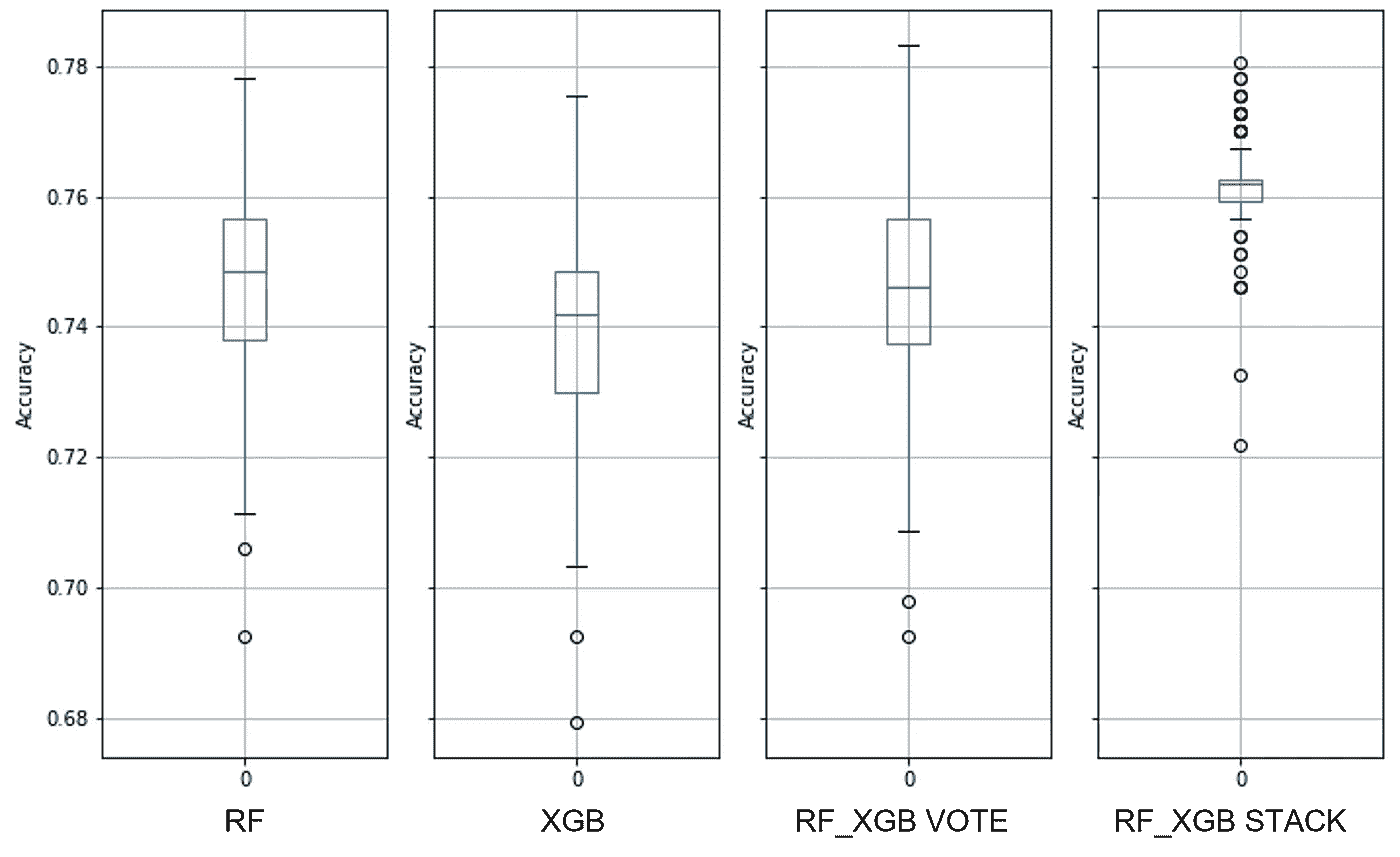 0.78
0.76
0.74
0.72
0.70
0.68
Accuracy
Accuracy
Accuracy
Accuracy
0
0
0
0
RF
XGB
RF_XGB VOTE
RF_XGB STACK